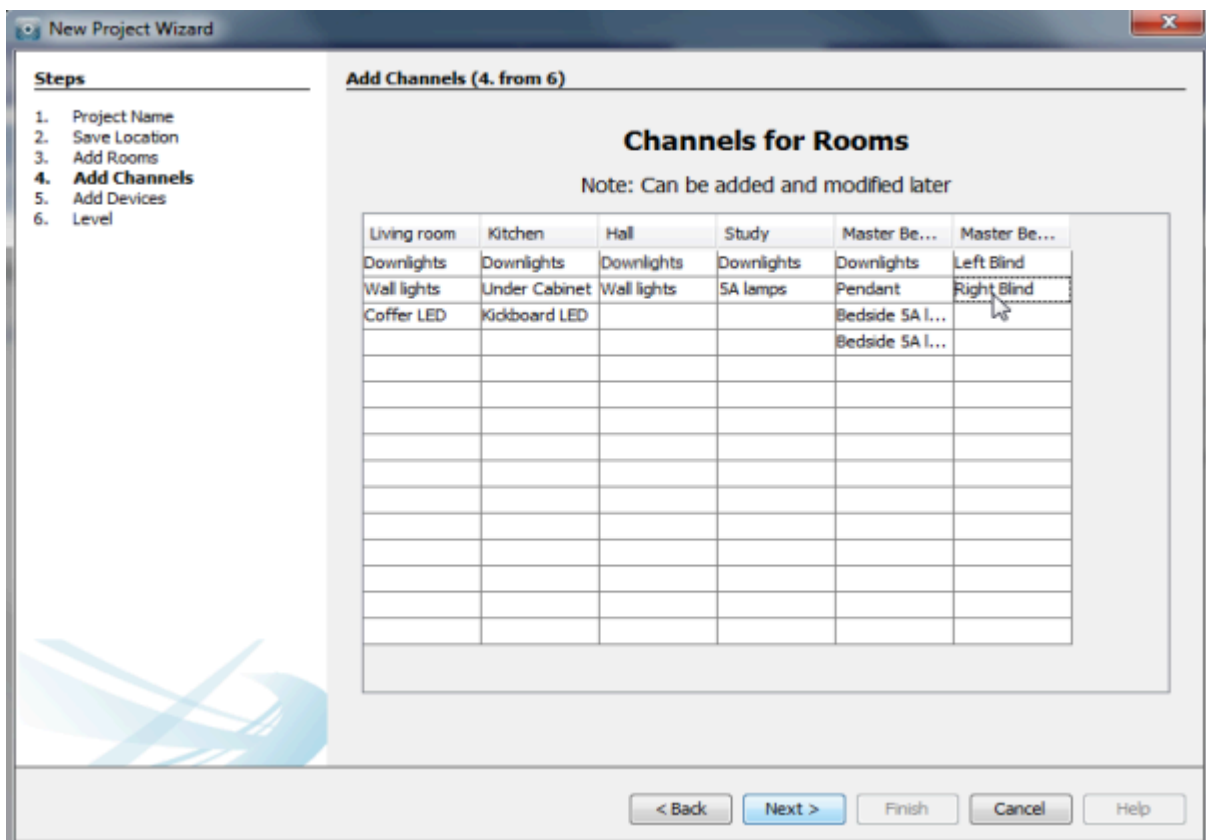 New Project Wizard
Steps
1. Project Name
2. Save Location
3. Add Rooms
4. Add Channels
5. Add Devices
6. Level
Add Channels (4. from 6)
Channels for Rooms
Note: Can be added and modified later
Living room Kitchen Hall Study Master Be... Master Be...
Downlights Downlights Downlights Downlights Downlights Left Blind
Wall lights Under Cabinet Wall lights 5A lamps Pendant Right Blind
Coffer LED Kickboard LED Bedside 5A l...
Bedside 5A l...
< Back Next > Finish Cancel Help